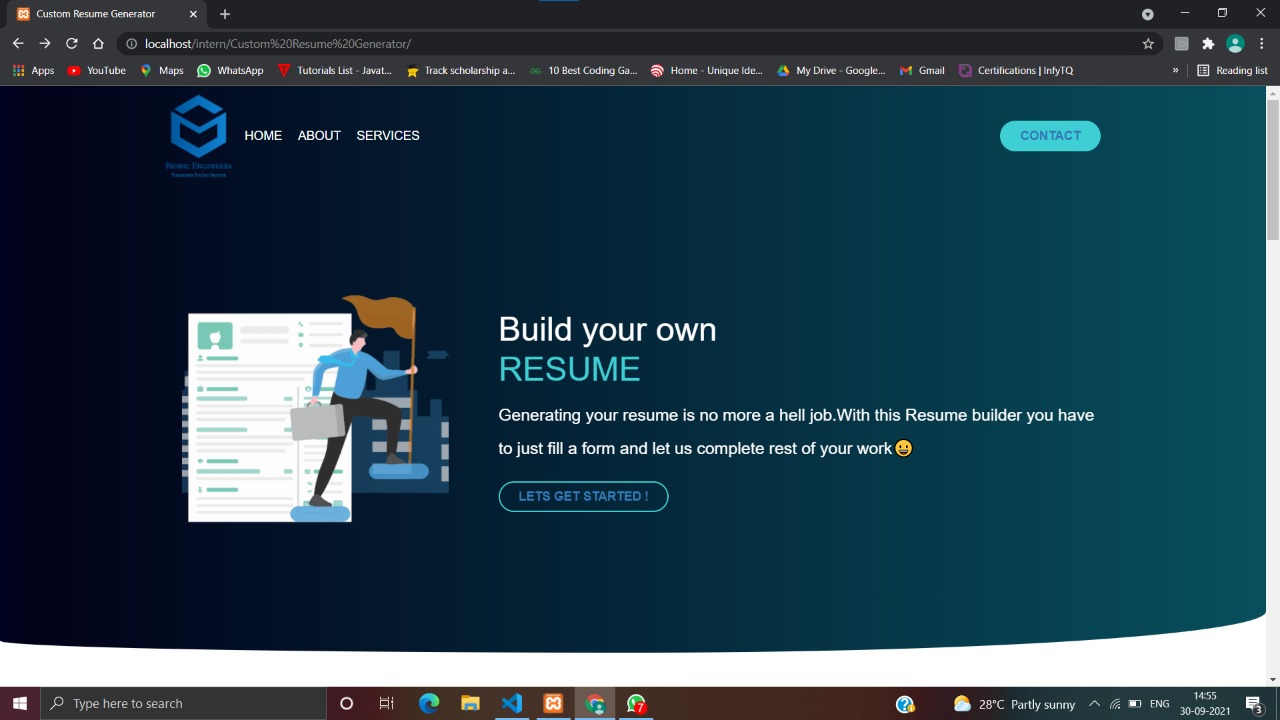 Custom Resume Generator
localhost/intern/Custom%20Resume%20Generator/
Apps YouTube Maps WhatsApp Tutorials List - Javat... Track scholarship a... 10 Best Coding Ga... Home - Unique Ide... My Drive - Google... Gmail Certifications | InfyTQ » Reading list
HOME ABOUT SERVICES CONTACT
BIONIC ENGINEERS
Build your own
RESUME
Generating your resume is no more a hell job.With this Resume builder you have
to just fill a form and let us complete rest of your work😀
LETS GET STARTED !
Type here to search
7
28°C Partly sunny
ENG
14:55
30-09-2021
3